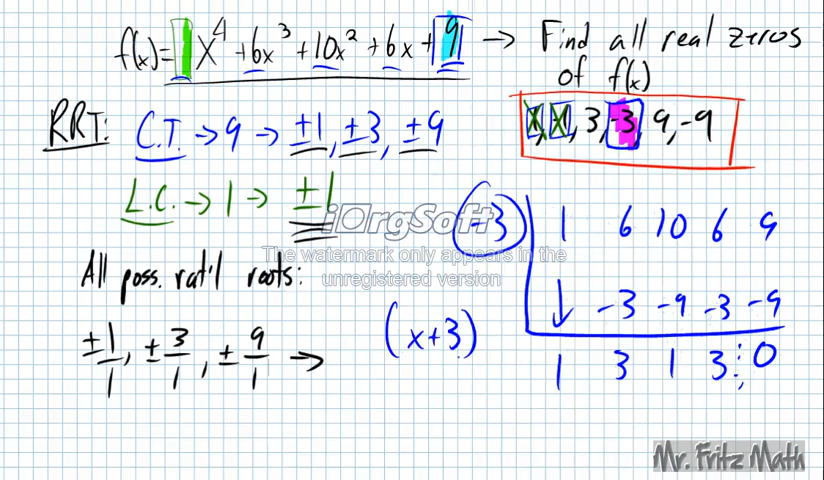 f(x)= 1x⁴ +6x³ +10x² +6x + 9 → Find all real zeros
of f(x)
RRT: C.T. → 9 → ±1, ±3, ±9
1, -1, 3, -3, 9, -9
L.C. → 1 → ±1
iOrgSoft
The watermark only appears in the
unregistered version
-3 | 1 6 10 6 9
All poss. rat'l roots:
↓ -3 -9 -3 -9
(x+3)
±1/1, ±3/1, ±9/1 →
1 3 1 3 0
Mr. Fritz Math